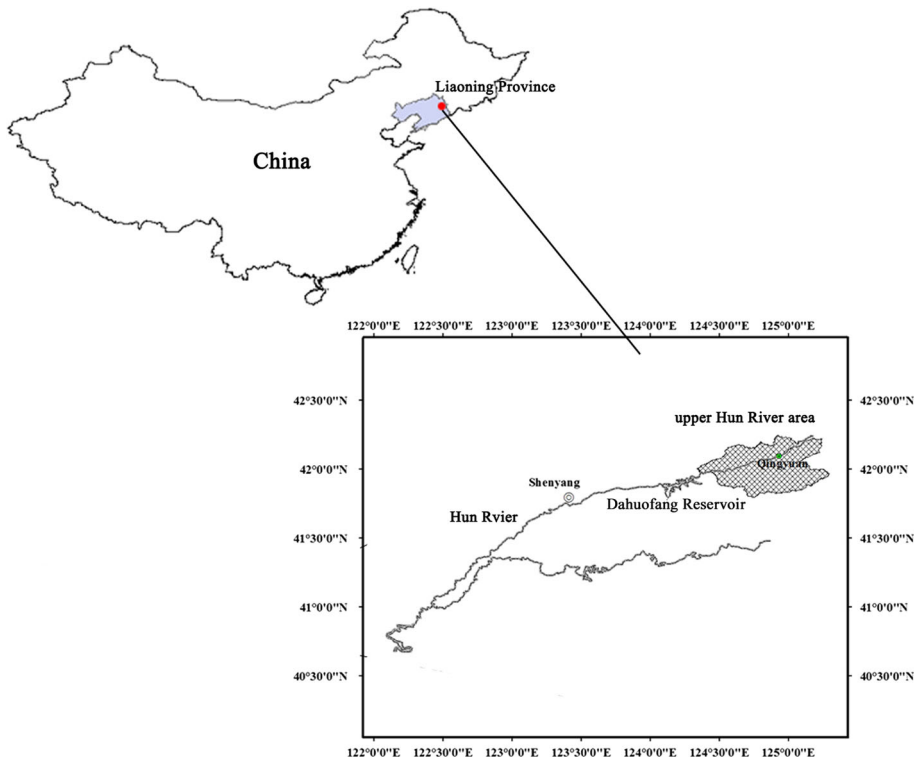 Liaoning Province
China
122°0'0"E 122°30'0"E 123°0'0"E 123°30'0"E 124°0'0"E 124°30'0"E 125°0'0"E
42°30'0"N 42°30'0"N
upper Hun River area
Qingyuan
42°0'0"N 42°0'0"N
Shenyang
Dahuofang Reservoir
Hun Rvier
41°30'0"N 41°30'0"N
41°0'0"N 41°0'0"N
40°30'0"N 40°30'0"N
122°0'0"E 122°30'0"E 123°0'0"E 123°30'0"E 124°0'0"E 124°30'0"E 125°0'0"E